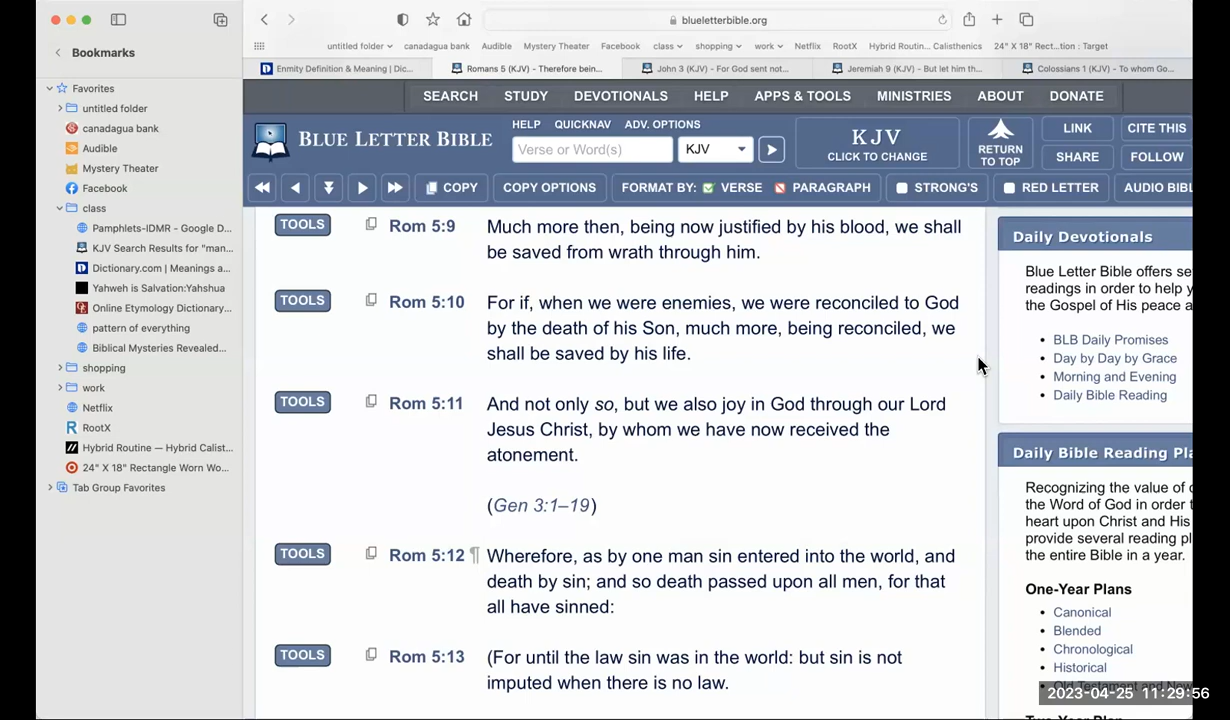 Bookmarks
Favorites
untitled folder
canadagua bank
Audible
Mystery Theater
Facebook
class
Pamphlets-IDMR - Google D...
KJV Search Results for "man...
Dictionary.com | Meanings a...
Yahweh is Salvation:Yahshua
Online Etymology Dictionary...
pattern of everything
Biblical Mysteries Revealed...
shopping
work
Netflix
RootX
Hybrid Routine — Hybrid Calist...
24" X 18" Rectangle Worn Wo...
Tab Group Favorites
blueletterbible.org
untitled folder canadagua bank Audible Mystery Theater Facebook class shopping work Netflix RootX Hybrid Routin... Calisthenics 24" X 18" Rect...tion : Target
Enmity Definition & Meaning | Dic... Romans 5 (KJV) - Therefore bein... John 3 (KJV) - For God sent not... Jeremiah 9 (KJV) - But let him th... Colossians 1 (KJV) - To whom Go...
SEARCH STUDY DEVOTIONALS HELP APPS & TOOLS MINISTRIES ABOUT DONATE
BLUE LETTER BIBLE
HELP QUICKNAV ADV. OPTIONS
Verse or Word(s) KJV
KJV
CLICK TO CHANGE
RETURN
TO TOP
LINK CITE THIS
SHARE FOLLOW
COPY COPY OPTIONS FORMAT BY: VERSE PARAGRAPH STRONG'S RED LETTER AUDIO BIBL
TOOLS Rom 5:9 Much more then, being now justified by his blood, we shall
be saved from wrath through him.
TOOLS Rom 5:10 For if, when we were enemies, we were reconciled to God
by the death of his Son, much more, being reconciled, we
shall be saved by his life.
TOOLS Rom 5:11 And not only so, but we also joy in God through our Lord
Jesus Christ, by whom we have now received the
atonement.
(Gen 3:1–19)
TOOLS Rom 5:12 ¶ Wherefore, as by one man sin entered into the world, and
death by sin; and so death passed upon all men, for that
all have sinned:
TOOLS Rom 5:13 (For until the law sin was in the world: but sin is not
imputed when there is no law.
Daily Devotionals
Blue Letter Bible offers se
readings in order to help y
the Gospel of His peace a
BLB Daily Promises
Day by Day by Grace
Morning and Evening
Daily Bible Reading
Daily Bible Reading Pla
Recognizing the value of c
the Word of God in order t
heart upon Christ and His
provide several reading pl
the entire Bible in a year.
One-Year Plans
Canonical
Blended
Chronological
Historical
Old Testament and New
2023-04-25 11:29:56